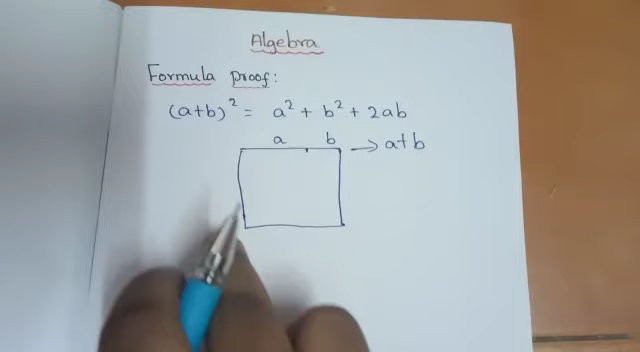 Algebra
Formula proof:
(a+b)² = a² + b² + 2ab
a b → a+b